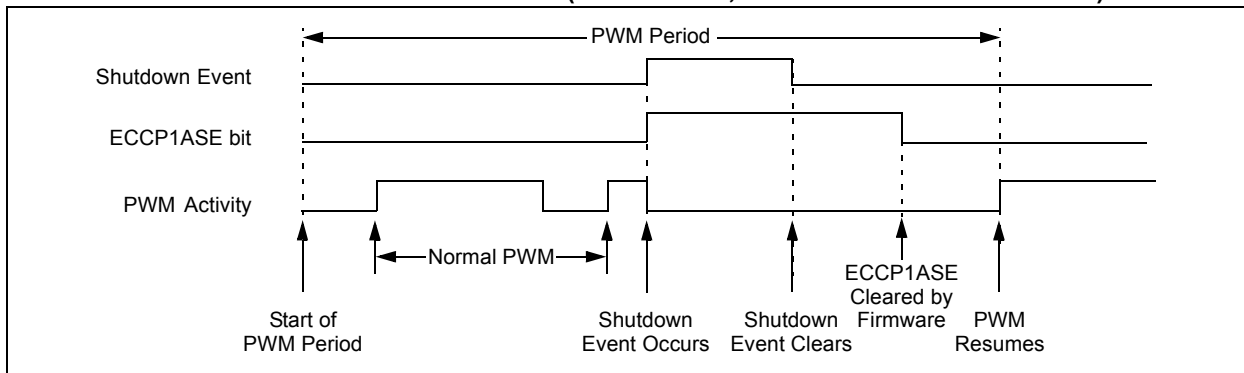 PWM Period
Shutdown Event
ECCP1ASE bit
PWM Activity
Normal PWM
Start of
PWM Period
Shutdown
Event Occurs
Shutdown
Event Clears
ECCP1ASE
Cleared by
Firmware
PWM
Resumes